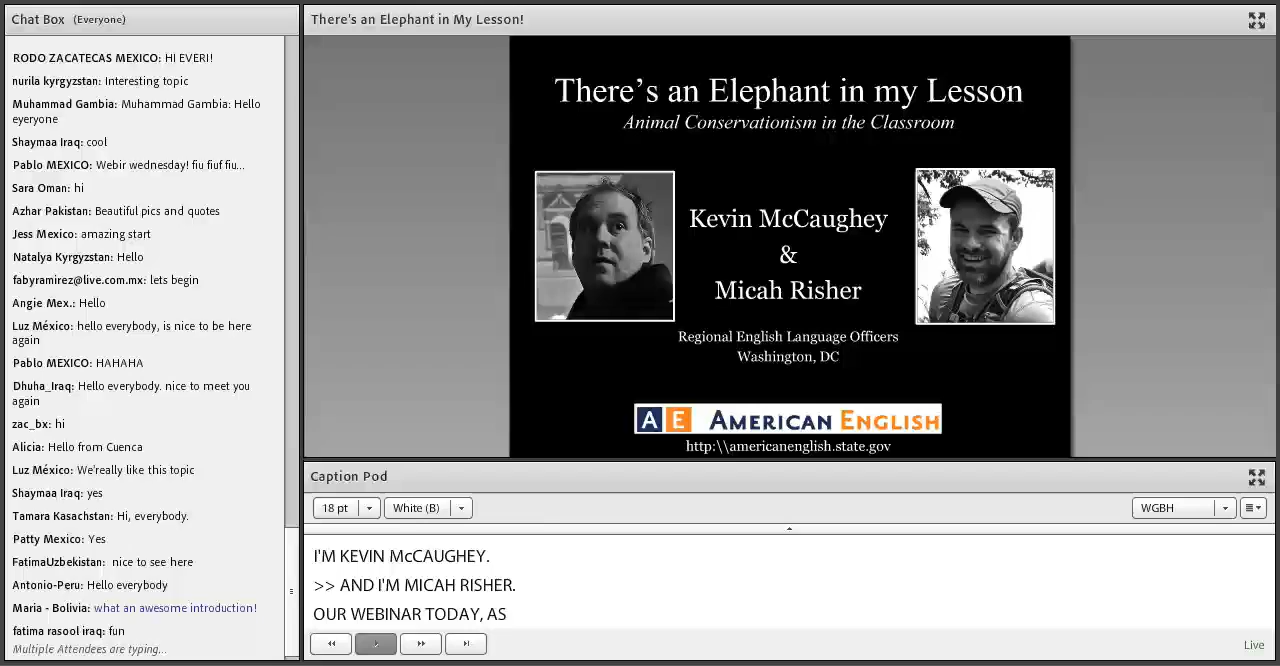 Chat Box (Everyone)
RODO ZACATECAS MEXICO: HI EVERI!
nurila kyrgyzstan: Interesting topic
Muhammad Gambia: Muhammad Gambia: Hello
eyeryone
Shaymaa Iraq: cool
Pablo MEXICO: Webir wednesday! fiu fiuf fiu...
Sara Oman: hi
Azhar Pakistan: Beautiful pics and quotes
Jess Mexico: amazing start
Natalya Kyrgyzstan: Hello
fabyramirez@live.com.mx: lets begin
Angie Mex.: Hello
Luz México: hello everybody, is nice to be here
again
Pablo MEXICO: HAHAHA
Dhuha_Iraq: Hello everybody. nice to meet you
again
zac_bx: hi
Alicia: Hello from Cuenca
Luz México: We'really like this topic
Shaymaa Iraq: yes
Tamara Kasachstan: Hi, everybody.
Patty Mexico: Yes
FatimaUzbekistan: nice to see here
Antonio-Peru: Hello everybody
Maria - Bolivia: what an awesome introduction!
fatima rasool iraq: fun
Multiple Attendees are typing...
There's an Elephant in My Lesson!
There's an Elephant in my Lesson
Animal Conservationism in the Classroom
Kevin McCaughey
&
Micah Risher
Regional English Language Officers
Washington, DC
AE AMERICAN ENGLISH
http:\\americanenglish.state.gov
Caption Pod
18 pt White (B) WGBH
I'M KEVIN McCAUGHEY.
>> AND I'M MICAH RISHER.
OUR WEBINAR TODAY, AS
Live